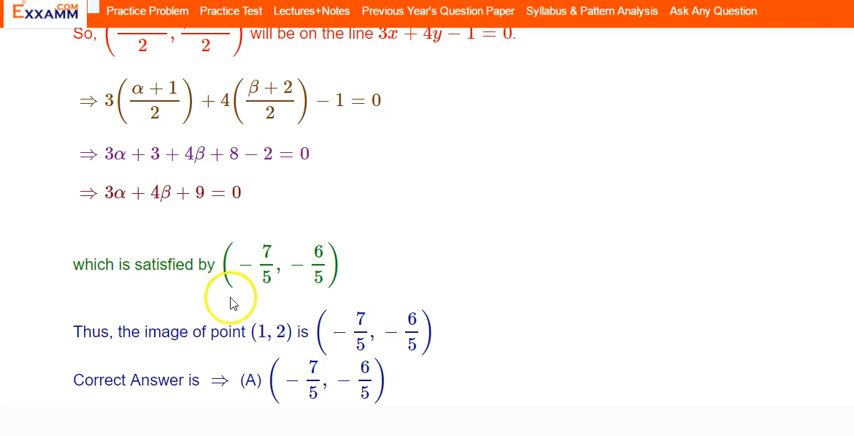 EXXAMM .COM Practice Problem Practice Test Lectures+Notes Previous Year's Question Paper Syllabus & Pattern Analysis Ask Any Question
So, ( /2 , /2 ) will be on the line 3x + 4y − 1 = 0.
⇒ 3((α + 1)/2) + 4((β + 2)/2) − 1 = 0
⇒ 3α + 3 + 4β + 8 − 2 = 0
⇒ 3α + 4β + 9 = 0
which is satisfied by (−7/5, −6/5)
Thus, the image of point (1, 2) is (−7/5, −6/5)
Correct Answer is ⇒ (A) (−7/5, −6/5)